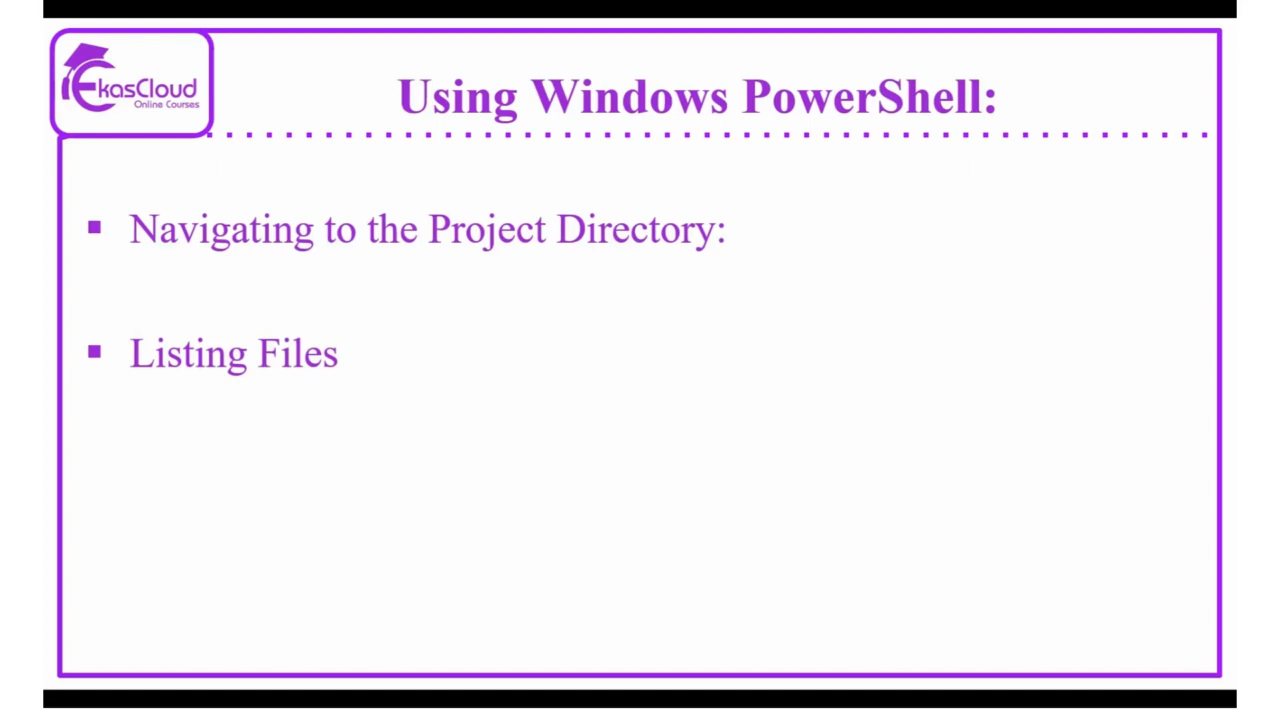 EkasCloud
Online Courses
Using Windows PowerShell:
▪ Navigating to the Project Directory:
▪ Listing Files